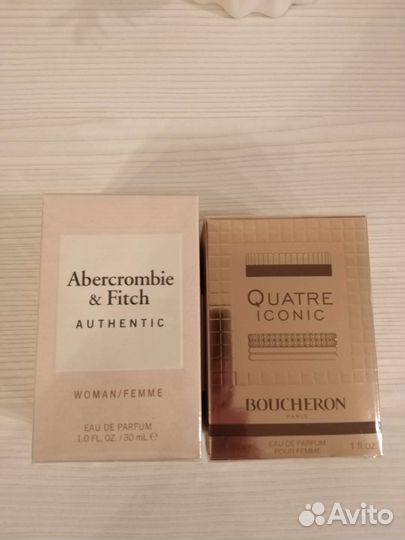 Abercrombie
& Fitch
AUTHENTIC
WOMAN/FEMME
EAU DE PARFUM
1.0 FL. OZ. / 30 mL ℮
QUATRE
ICONIC
BOUCHERON
PARIS
EAU DE PARFUM
POUR FEMME
1 fl.oz.
Avito